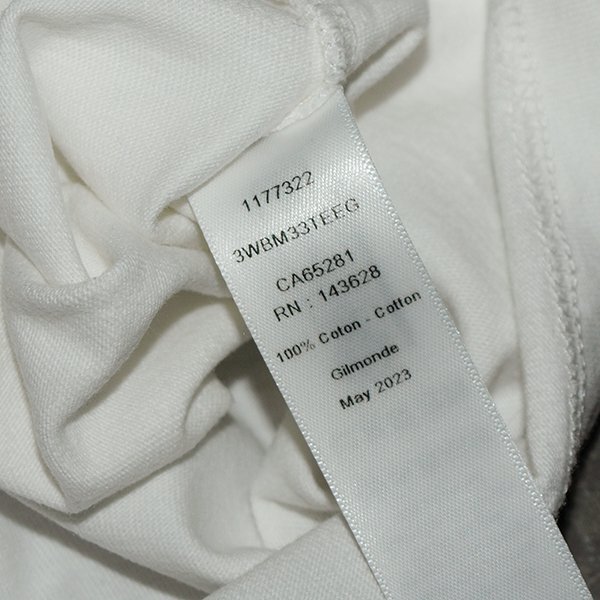 1177322
3WBM33TEEG
CA65281
RN : 143628
100% Coton - Cotton
Gilmonde
May 2023